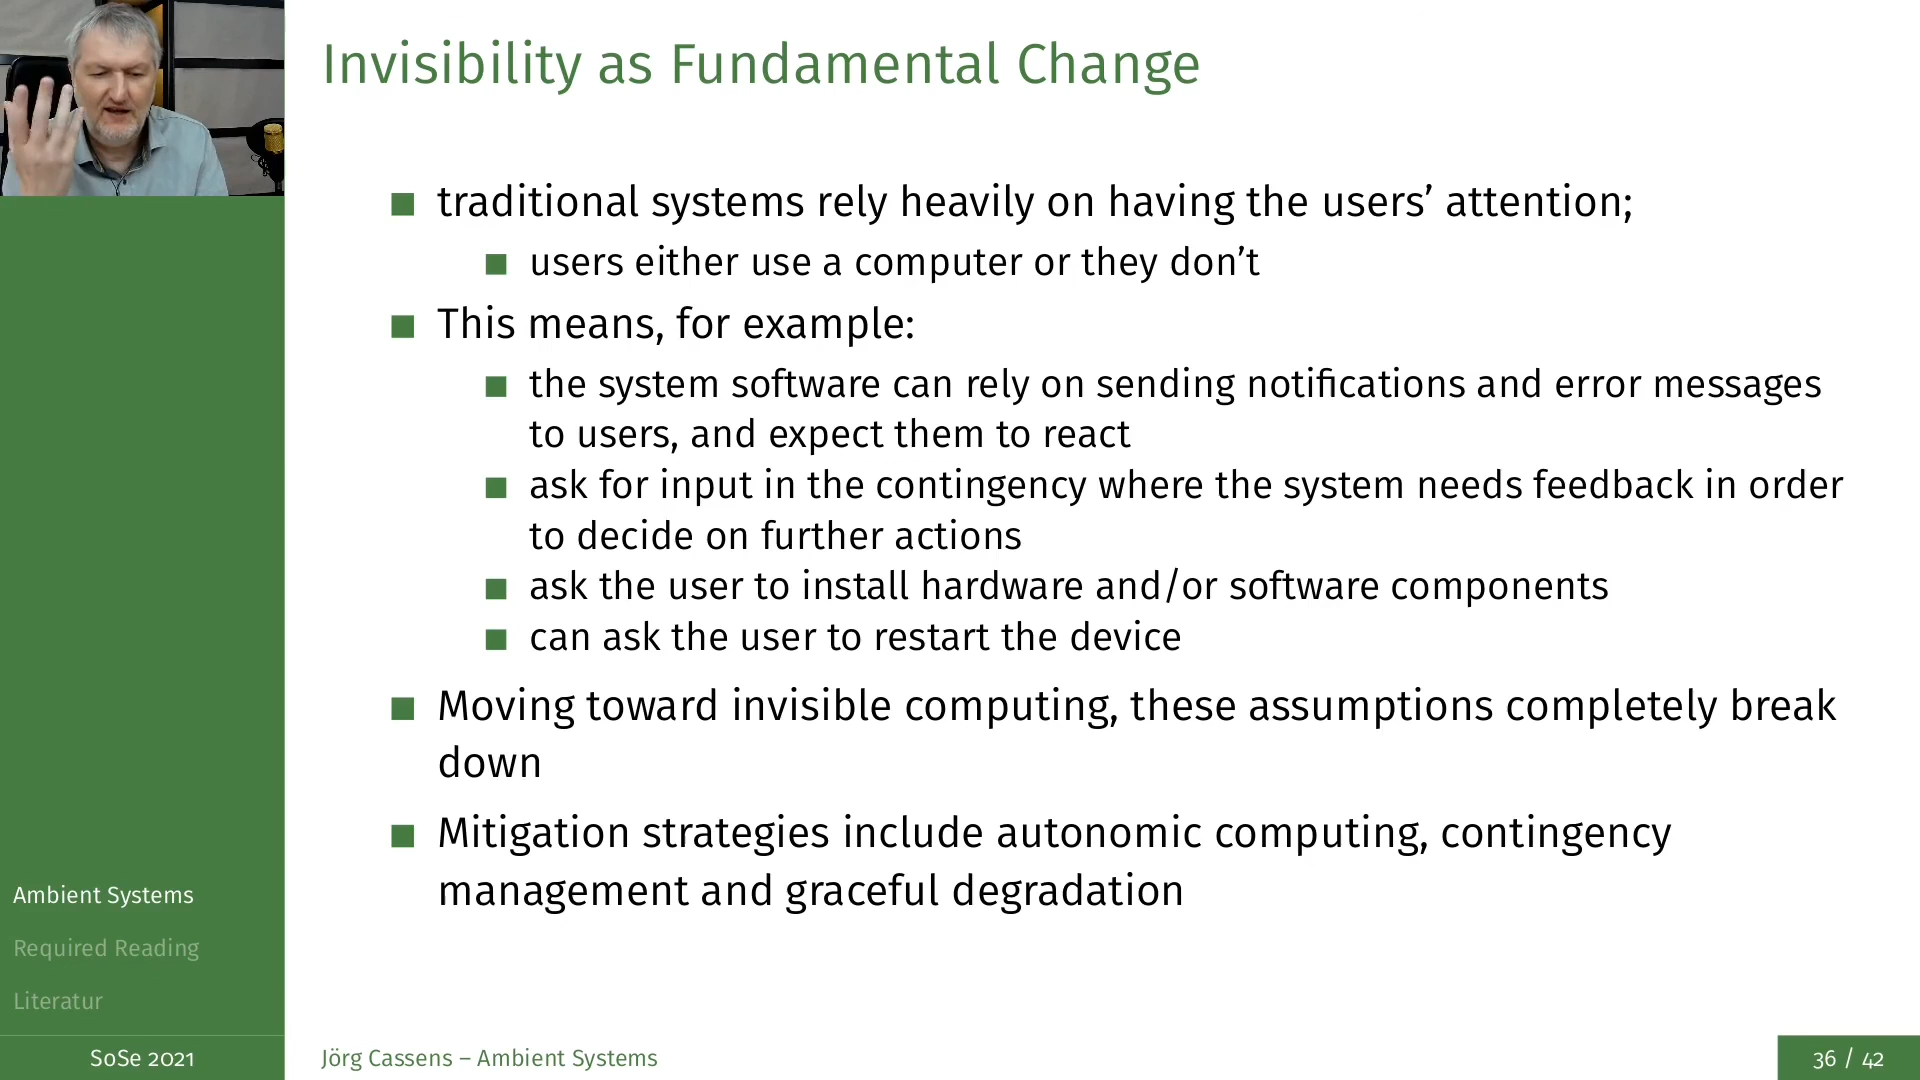 Invisibility as Fundamental Change
traditional systems rely heavily on having the users’ attention;
users either use a computer or they don’t
This means, for example:
the system software can rely on sending notifications and error messages
to users, and expect them to react
ask for input in the contingency where the system needs feedback in order
to decide on further actions
ask the user to install hardware and/or software components
can ask the user to restart the device
Moving toward invisible computing, these assumptions completely break
down
Mitigation strategies include autonomic computing, contingency
management and graceful degradation
Ambient Systems
Required Reading
Literatur
SoSe 2021
Jörg Cassens – Ambient Systems
36 / 42